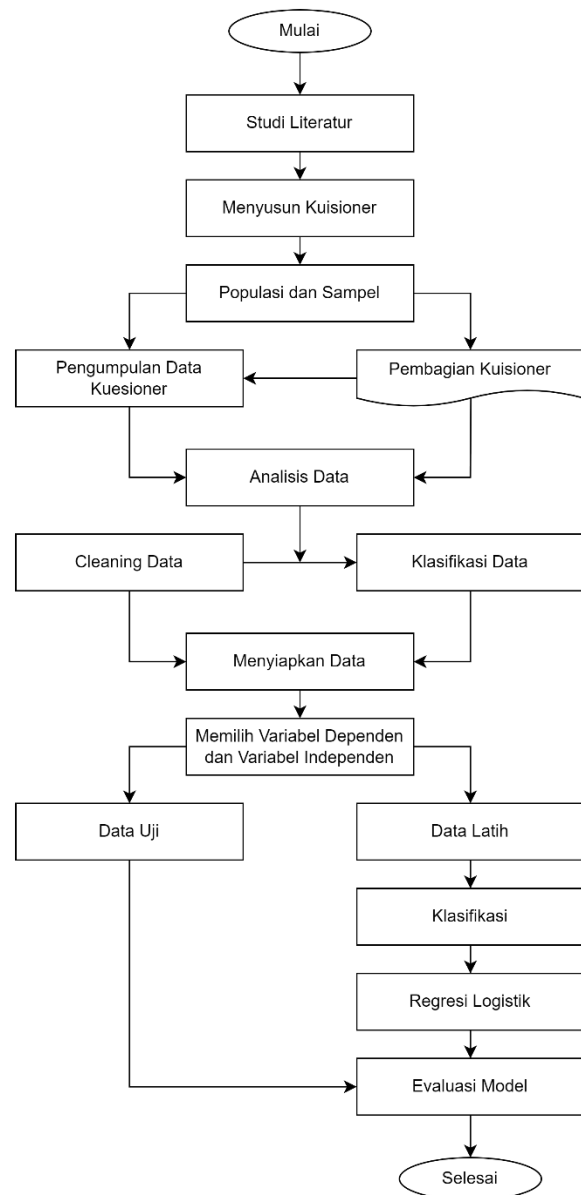 Mulai
Studi Literatur
Menyusun Kuisioner
Populasi dan Sampel
Pengumpulan Data
Kuesioner
Pembagian Kuisioner
Analisis Data
Cleaning Data
Klasifikasi Data
Menyiapkan Data
Memilih Variabel Dependen
dan Variabel Independen
Data Uji
Data Latih
Klasifikasi
Regresi Logistik
Evaluasi Model
Selesai